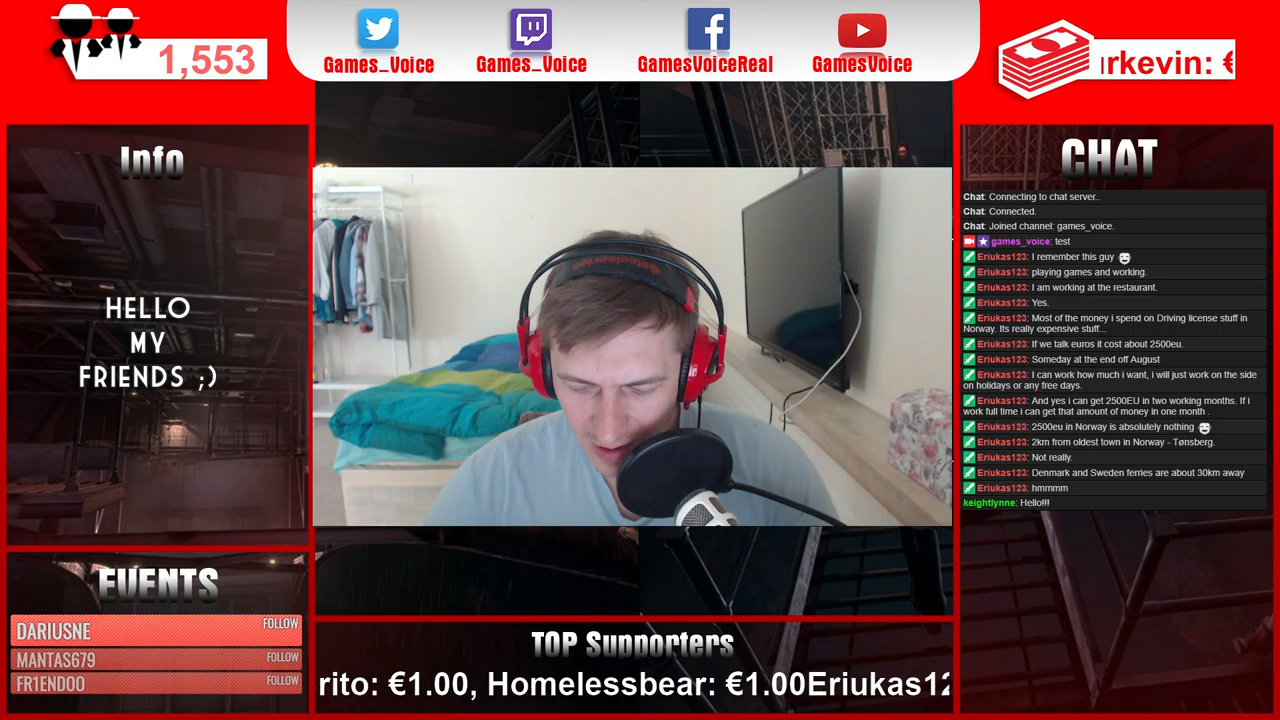 1,553
Games_Voice
Games_Voice
GamesVoiceReal
GamesVoice
rkevin: €
Info
HELLO
MY
FRIENDS ;)
EVENTS
DARIUSNE FOLLOW
MANTAS679 FOLLOW
FR1ENDOO FOLLOW
steelseries
TOP Supporters
rito: €1.00, Homelessbear: €1.00Eriukas12
CHAT
Chat: Connecting to chat server..
Chat: Connected.
Chat: Joined channel: games_voice.
games_voice: test
Eriukas123: I remember this guy
Eriukas123: playing games and working.
Eriukas123: I am working at the restaurant.
Eriukas123: Yes.
Eriukas123: Most of the money i spend on Driving license stuff in
Norway. Its really expensive stuff...
Eriukas123: If we talk euros it cost about 2500eu.
Eriukas123: Someday at the end off August
Eriukas123: I can work how much i want, i will just work on the side
on holidays or any free days.
Eriukas123: And yes i can get 2500EU in two working months. If i
work full time i can get that amount of money in one month .
Eriukas123: 2500eu in Norway is absolutely nothing
Eriukas123: 2km from oldest town in Norway - Tønsberg.
Eriukas123: Not really.
Eriukas123: Denmark and Sweden ferries are about 30km away
Eriukas123: hmmmm
keightlynne: Hello!!!